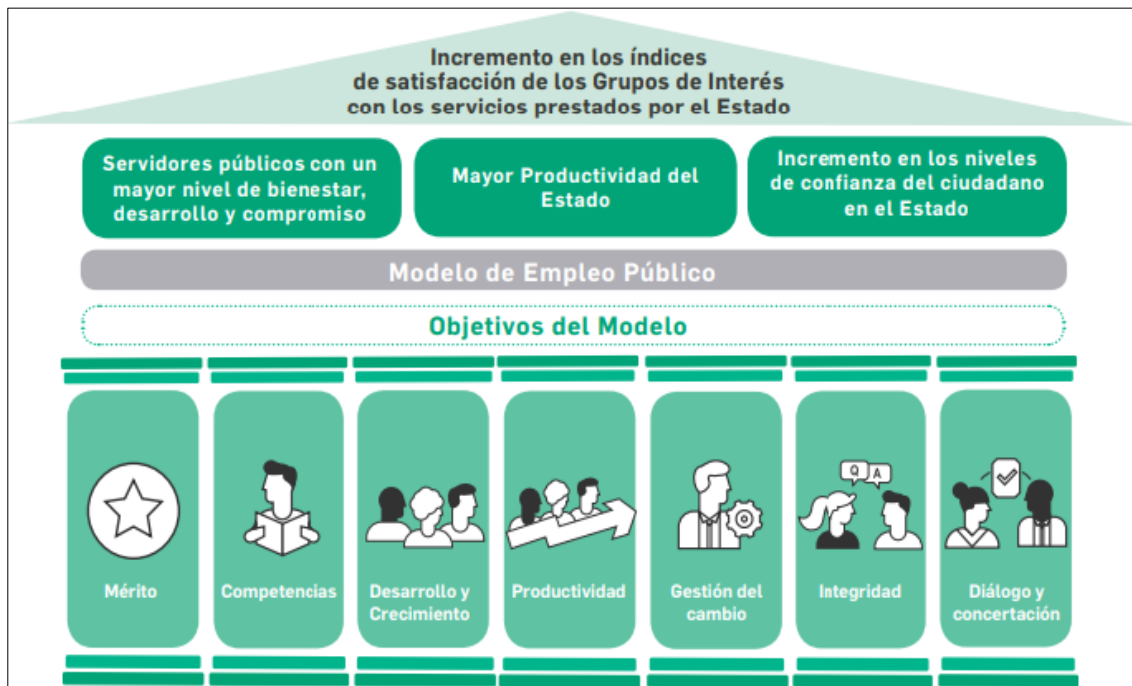 Incremento en los índices
de satisfacción de los Grupos de Interés
con los servicios prestados por el Estado
Servidores públicos con un
mayor nivel de bienestar,
desarrollo y compromiso
Mayor Productividad del
Estado
Incremento en los niveles
de confianza del ciudadano
en el Estado
Modelo de Empleo Público
Objetivos del Modelo
Mérito
Competencias
Desarrollo y
Crecimiento
Productividad
Gestión del
cambio
Q A
Integridad
Diálogo y
concertación